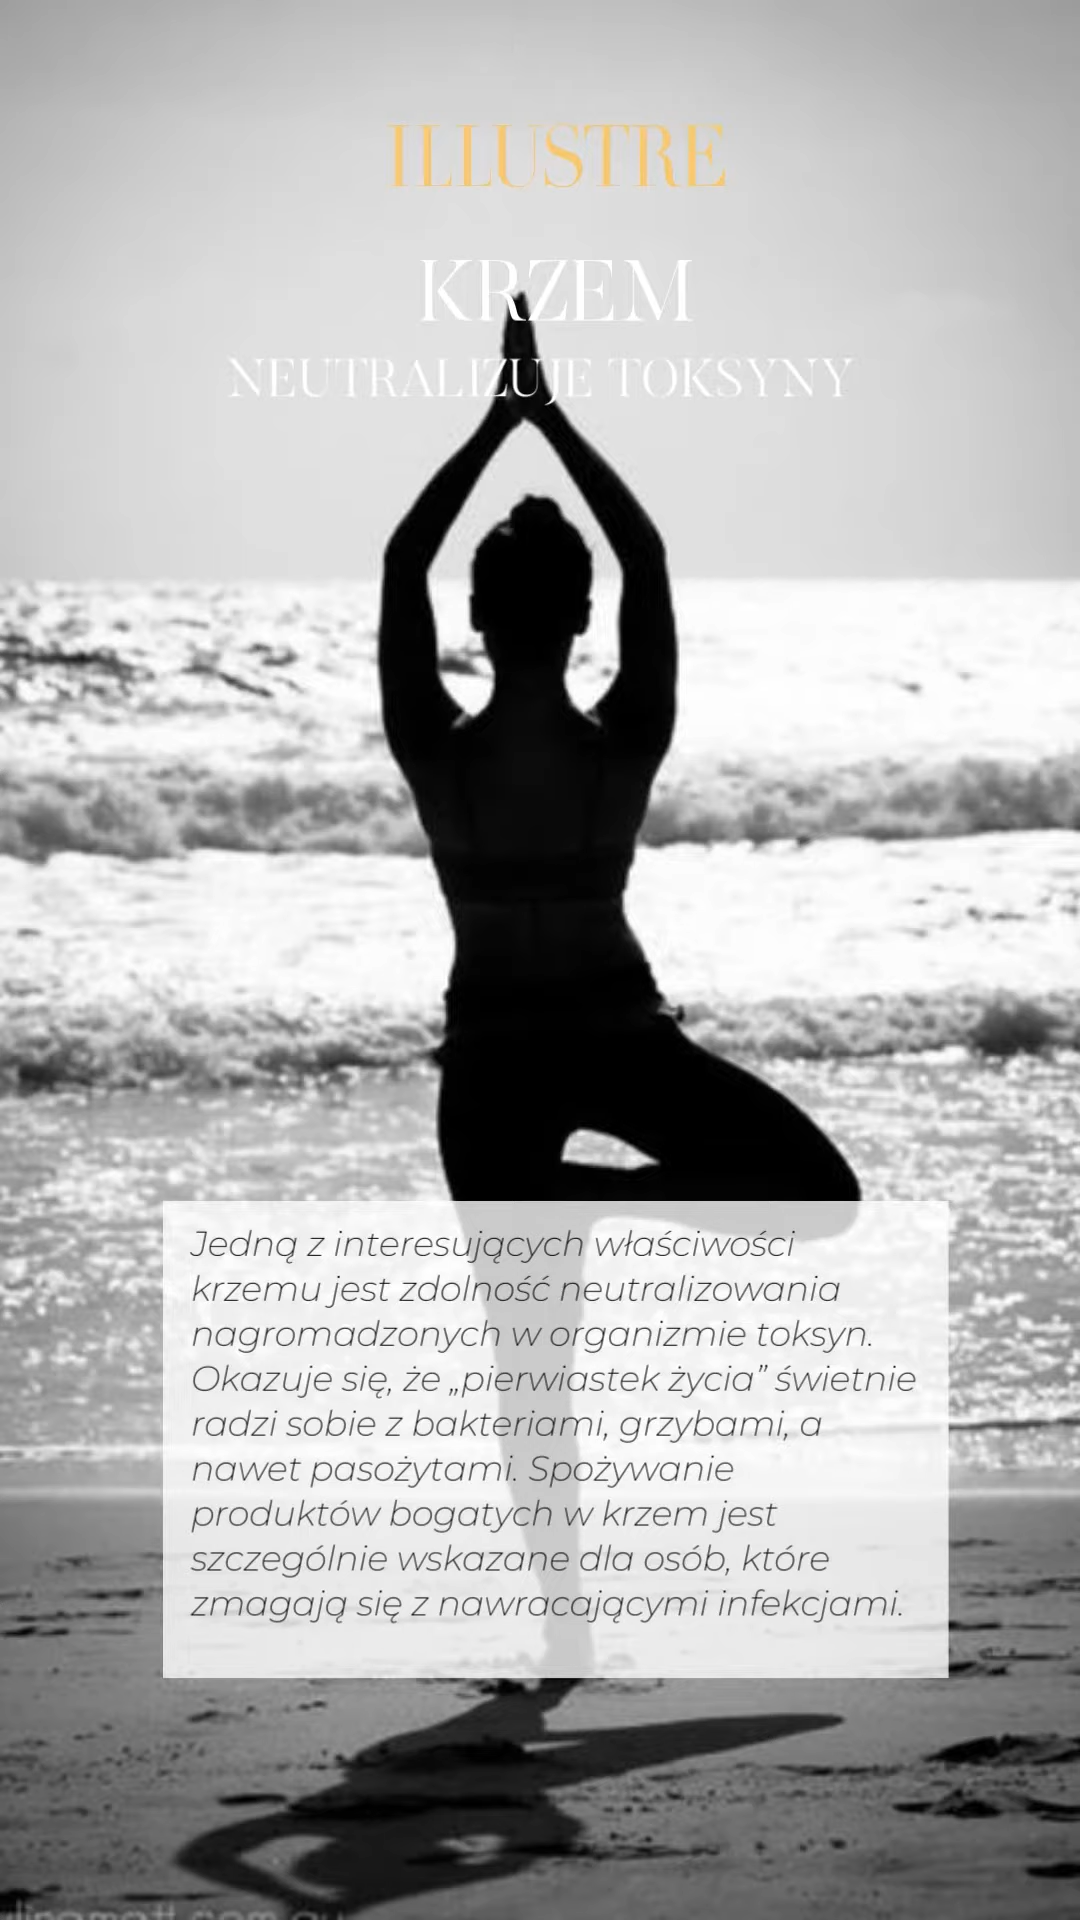 ILLUSTRE
KRZEM
NEUTRALIZUJE TOKSYNY
Jedną z interesujących właściwości
krzemu jest zdolność neutralizowania
nagromadzonych w organizmie toksyn.
Okazuje się, że „pierwiastek życia” świetnie
radzi sobie z bakteriami, grzybami, a
nawet pasożytami. Spożywanie
produktów bogatych w krzem jest
szczególnie wskazane dla osób, które
zmagają się z nawracającymi infekcjami.